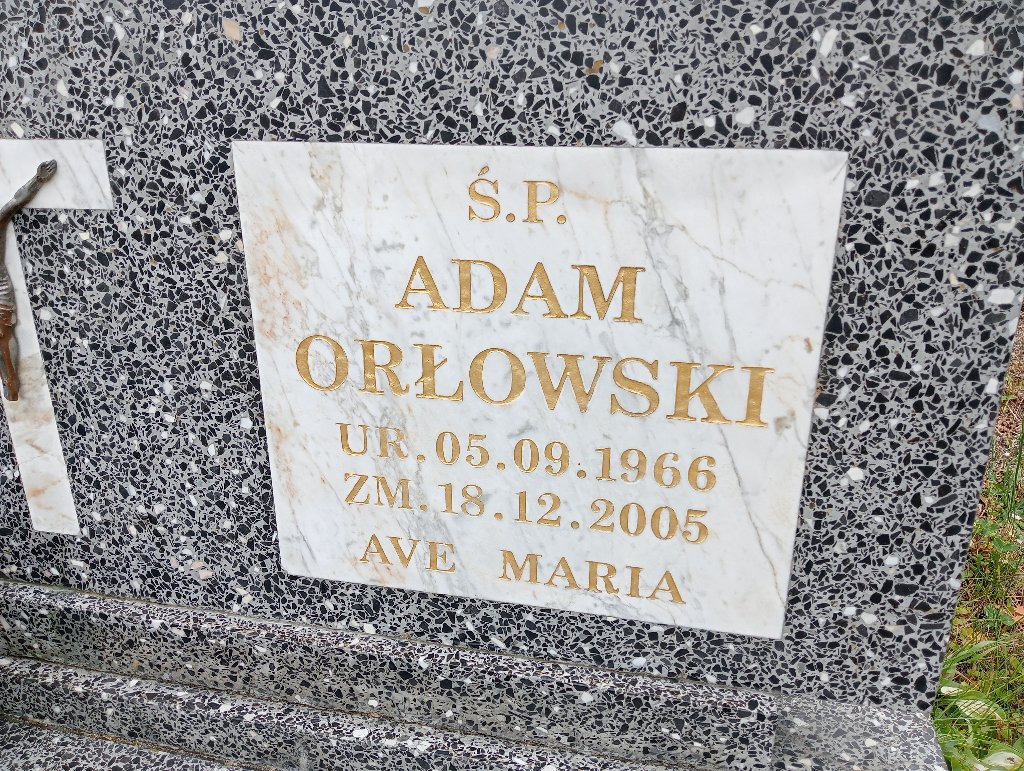 Ś.P.
ADAM
ORŁOWSKI
UR.05.09.1966
ZM.18.12.2005
AVE MARIA